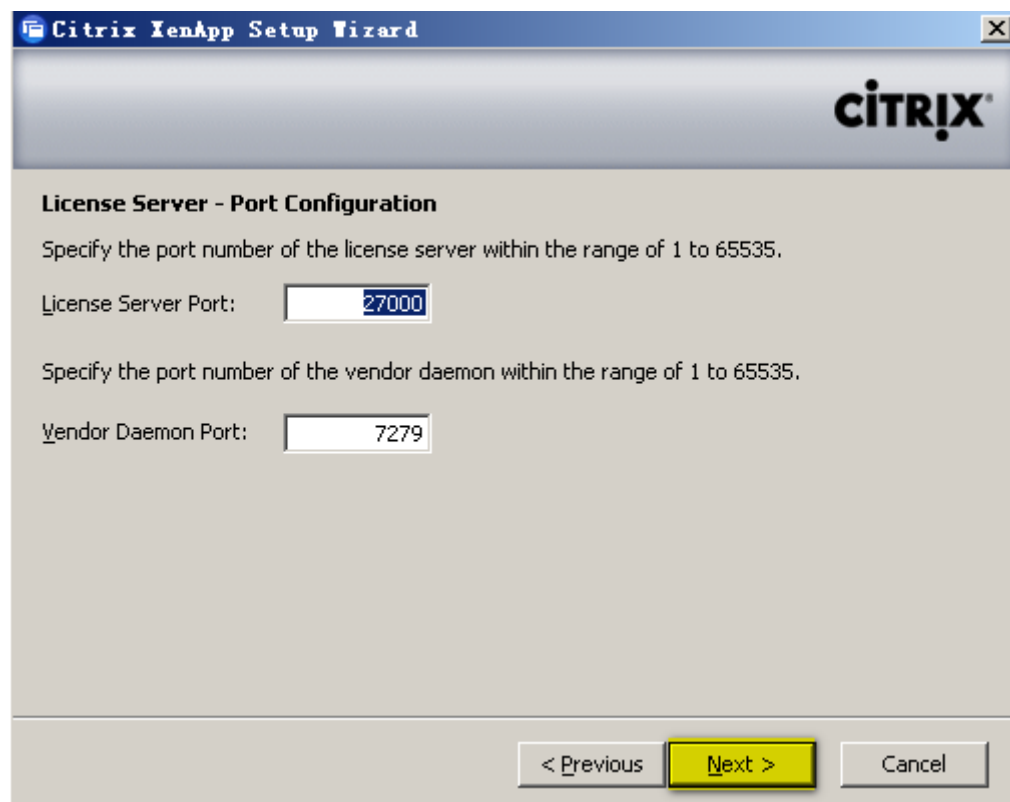 Citrix XenApp Setup Wizard
CİTRIX
License Server - Port Configuration
Specify the port number of the license server within the range of 1 to 65535.
License Server Port: 27000
Specify the port number of the vendor daemon within the range of 1 to 65535.
Vendor Daemon Port: 7279
< Previous Next > Cancel